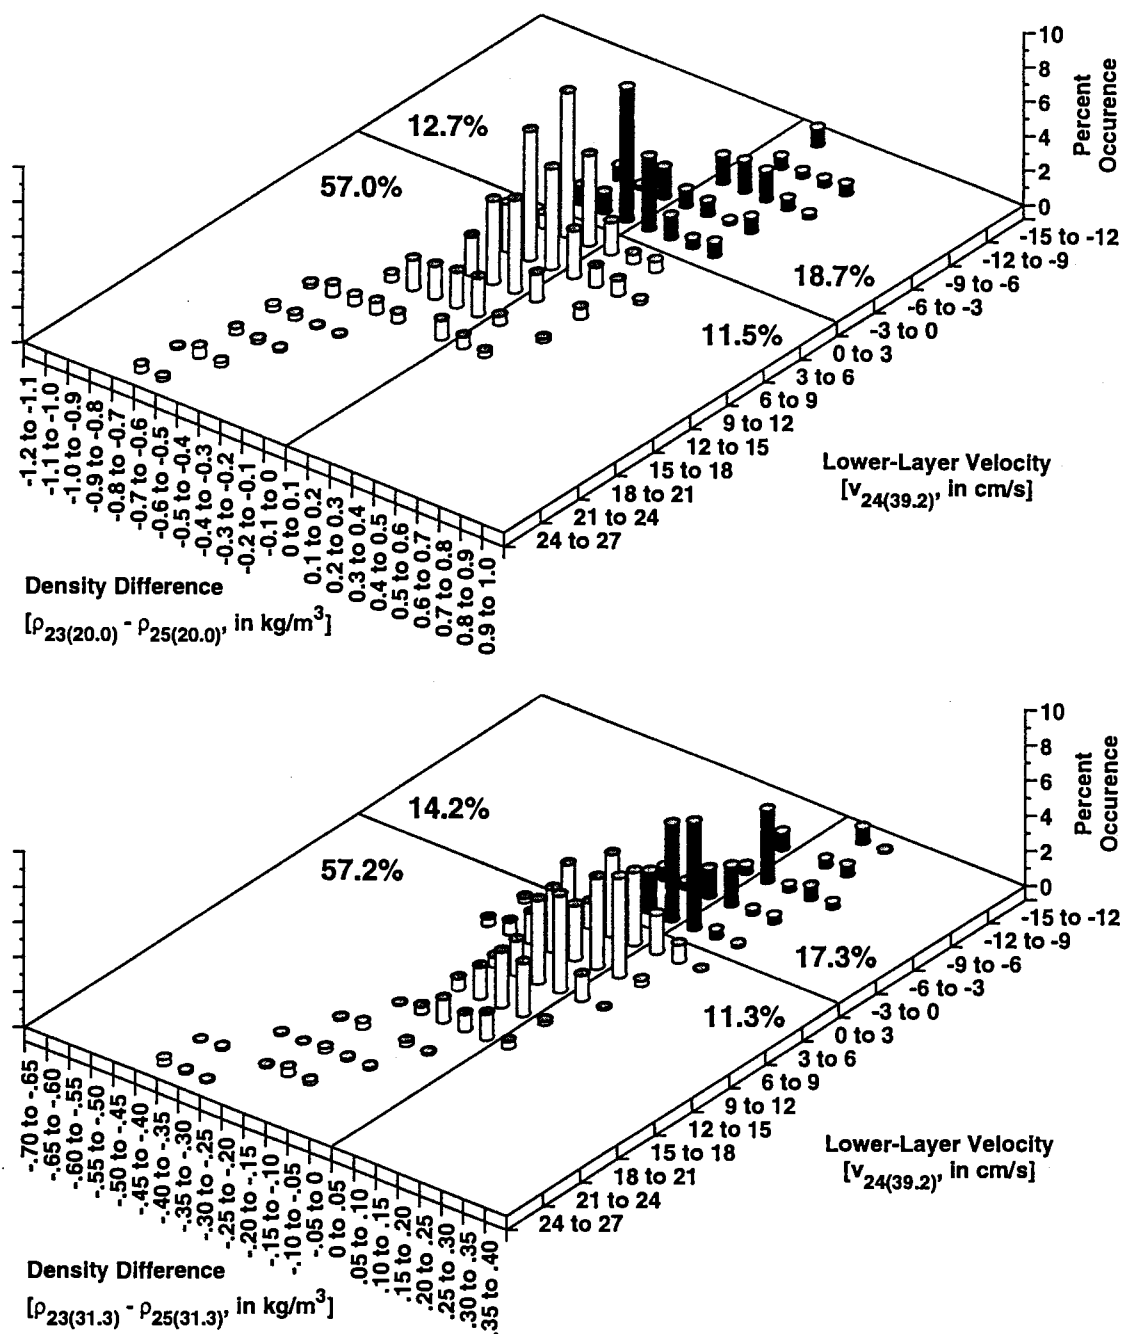 10
8
6
4
2
0
Percent
Occurence
12.7%
57.0%
18.7%
11.5%
-15 to -12
-12 to -9
-9 to -6
-6 to -3
-3 to 0
0 to 3
3 to 6
6 to 9
9 to 12
12 to 15
15 to 18
18 to 21
21 to 24
24 to 27
Lower-Layer Velocity
[v24(39.2), in cm/s]
-1.2 to -1.1
-1.1 to -1.0
-1.0 to -0.9
-0.9 to -0.8
-0.8 to -0.7
-0.7 to -0.6
-0.6 to -0.5
-0.5 to -0.4
-0.4 to -0.3
-0.3 to -0.2
-0.2 to -0.1
-0.1 to 0
0 to 0.1
0.1 to 0.2
0.2 to 0.3
0.3 to 0.4
0.4 to 0.5
0.5 to 0.6
0.6 to 0.7
0.7 to 0.8
0.8 to 0.9
0.9 to 1.0
Density Difference
[ρ23(20.0) - ρ25(20.0), in kg/m3]
10
8
6
4
2
0
Percent
Occurence
14.2%
57.2%
17.3%
11.3%
-15 to -12
-12 to -9
-9 to -6
-6 to -3
-3 to 0
0 to 3
3 to 6
6 to 9
9 to 12
12 to 15
15 to 18
18 to 21
21 to 24
24 to 27
Lower-Layer Velocity
[v24(39.2), in cm/s]
-.70 to -.65
-.65 to -.60
-.60 to -.55
-.55 to -.50
-.50 to -.45
-.45 to -.40
-.40 to -.35
-.35 to -.30
-.30 to -.25
-.25 to -.20
-.20 to -.15
-.15 to -.10
-.10 to -.05
-.05 to 0
0 to .05
.05 to .10
.10 to .15
.15 to .20
.20 to .25
.25 to .30
.30 to .35
.35 to .40
Density Difference
[ρ23(31.3) - ρ25(31.3), in kg/m3]